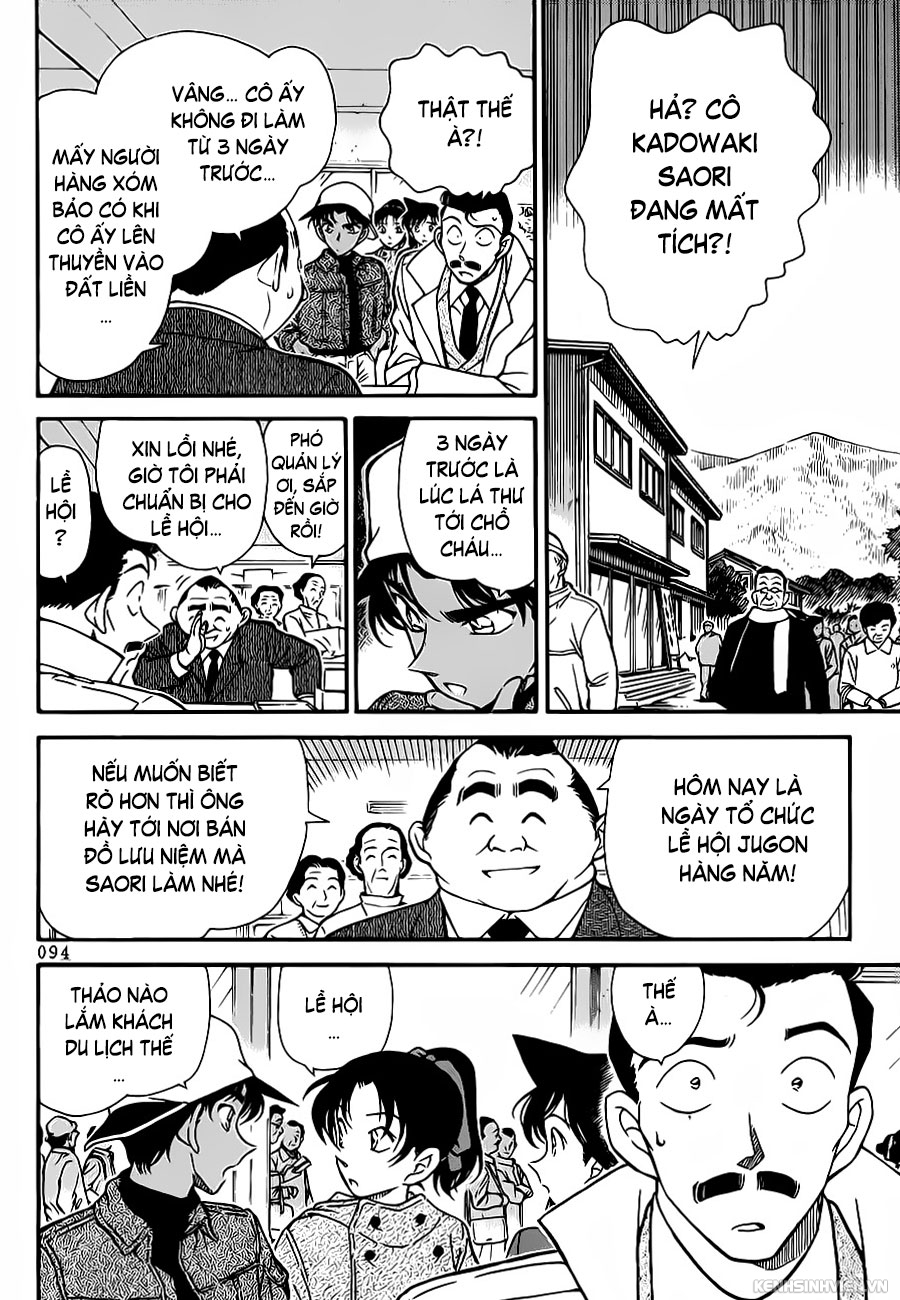 HẢ? CÔ
KADOWAKI
SAORI
ĐANG MẤT
TÍCH?!
THẬT THẾ
À?!
VÂNG... CÔ ẤY
KHÔNG ĐI LÀM
TỪ 3 NGÀY
TRƯỚC...
MẤY NGƯỜI
HÀNG XÓM
BẢO CÓ KHI
CÔ ẤY LÊN
THUYỀN VÀO
ĐẤT LIỀN
...
3 NGÀY
TRƯỚC LÀ
LÚC LÁ THƯ
TỚI CHỖ
CHÁU...
PHÓ
QUẢN LÝ
ƠI, SẮP
ĐẾN GIỜ
RỒI!
XIN LỖI NHÉ,
GIỜ TÔI PHẢI
CHUẨN BỊ CHO
LỄ HỘI...
LỄ
HỘI
?
HÔM NAY LÀ
NGÀY TỔ CHỨC
LỄ HỘI JUGON
HÀNG NĂM!
NẾU MUỐN BIẾT
RÕ HƠN THÌ ÔNG
HÃY TỚI NƠI BÁN
ĐỒ LƯU NIỆM MÀ
SAORI LÀM NHÉ!
094
THẾ
À...
LỄ HỘI
...
THẢO NÀO
LẮM KHÁCH
DU LỊCH THẾ
...
KENHSINHVIEN.VN